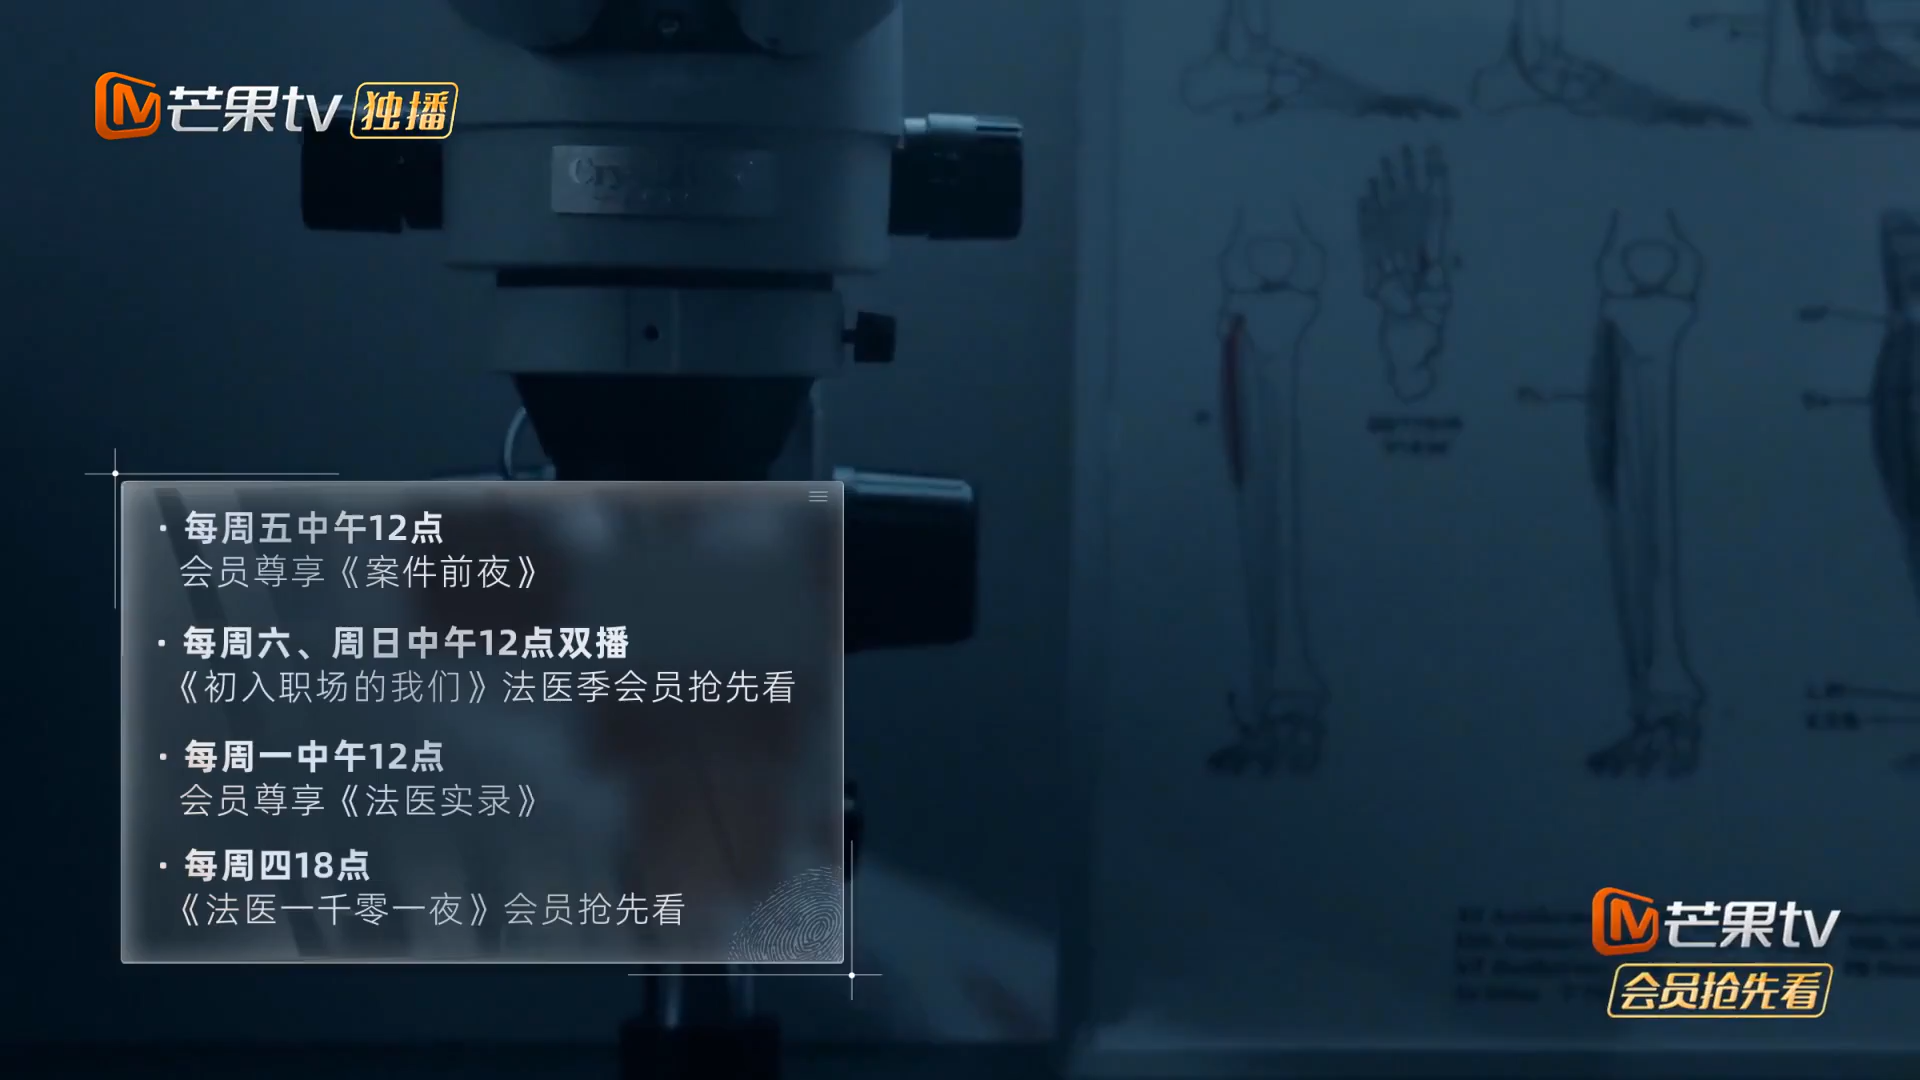 芒果tv 独播
· 每周五中午12点
会员尊享《案件前夜》
· 每周六、周日中午12点双播
《初入职场的我们》法医季会员抢先看
· 每周一中午12点
会员尊享《法医实录》
· 每周四18点
《法医一千零一夜》会员抢先看
芒果tv
会员抢先看